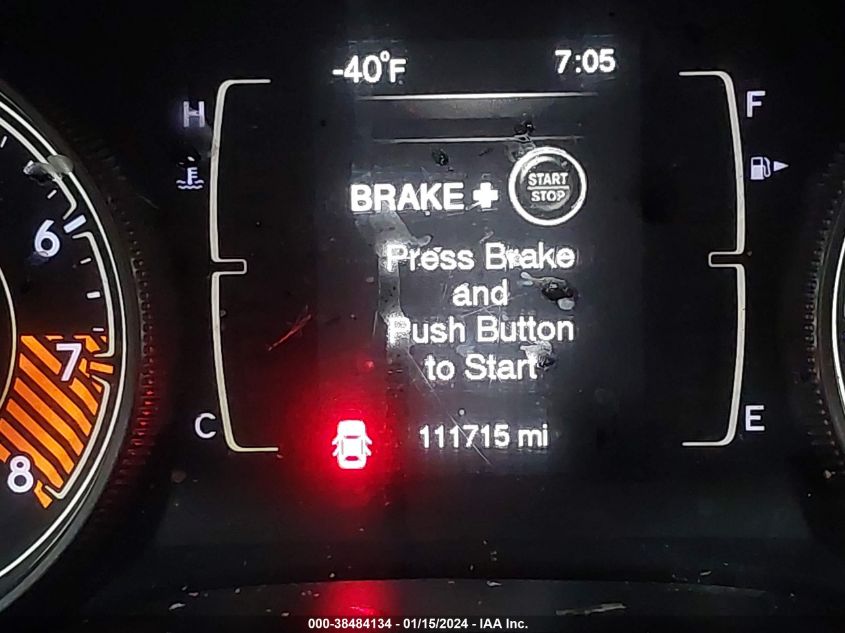 -40°F 7:05
H F
BRAKE + START STOP
6
Press Brake
and
Push Button
to Start
7
C 111715 mi E
8
000-38484134 - 01/15/2024 - IAA Inc.